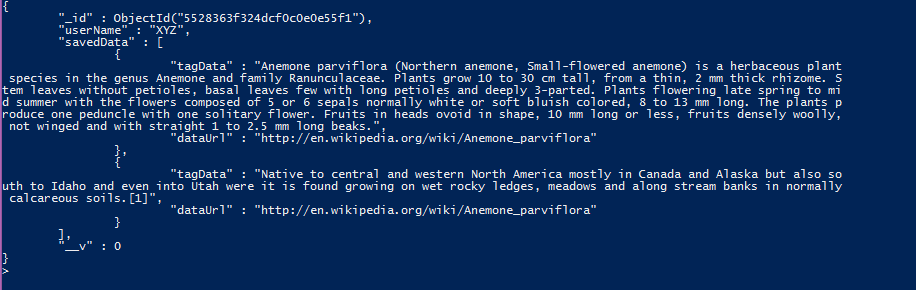 {
        "_id" : ObjectId("5528363f324dcf0c0e0e55f1"),
        "userName" : "XYZ",
        "savedData" : [
                {
                        "tagData" : "Anemone parviflora (Northern anemone, Small-flowered anemone) is a herbaceous plant
 species in the genus Anemone and family Ranunculaceae. Plants grow 10 to 30 cm tall, from a thin, 2 mm thick rhizome. S
tem leaves without petioles, basal leaves few with long petioles and deeply 3-parted. Plants flowering late spring to mi
d summer with the flowers composed of 5 or 6 sepals normally white or soft bluish colored, 8 to 13 mm long. The plants p
roduce one peduncle with one solitary flower. Fruits in heads ovoid in shape, 10 mm long or less, fruits densely woolly,
 not winged and with straight 1 to 2.5 mm long beaks.",
                        "dataUrl" : "http://en.wikipedia.org/wiki/Anemone_parviflora"
                },
                {
                        "tagData" : "Native to central and western North America mostly in Canada and Alaska but also so
uth to Idaho and even into Utah were it is found growing on wet rocky ledges, meadows and along stream banks in normally
 calcareous soils.[1]",
                        "dataUrl" : "http://en.wikipedia.org/wiki/Anemone_parviflora"
                }
        ],
        "__v" : 0
}
>